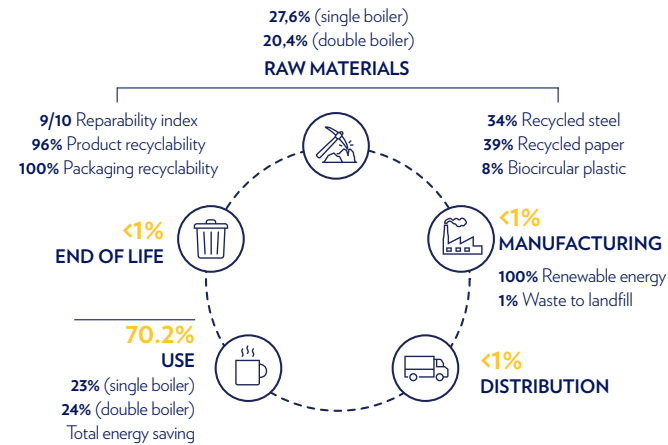 27,6% (single boiler)
20,4% (double boiler)
RAW MATERIALS
9/10 Reparability index
96% Product recyclability
100% Packaging recyclability
34% Recycled steel
39% Recycled paper
8% Biocircular plastic
<1%
END OF LIFE
<1%
MANUFACTURING
100% Renewable energy
1% Waste to landfill
70.2%
USE
23% (single boiler)
24% (double boiler)
Total energy saving
<1%
DISTRIBUTION